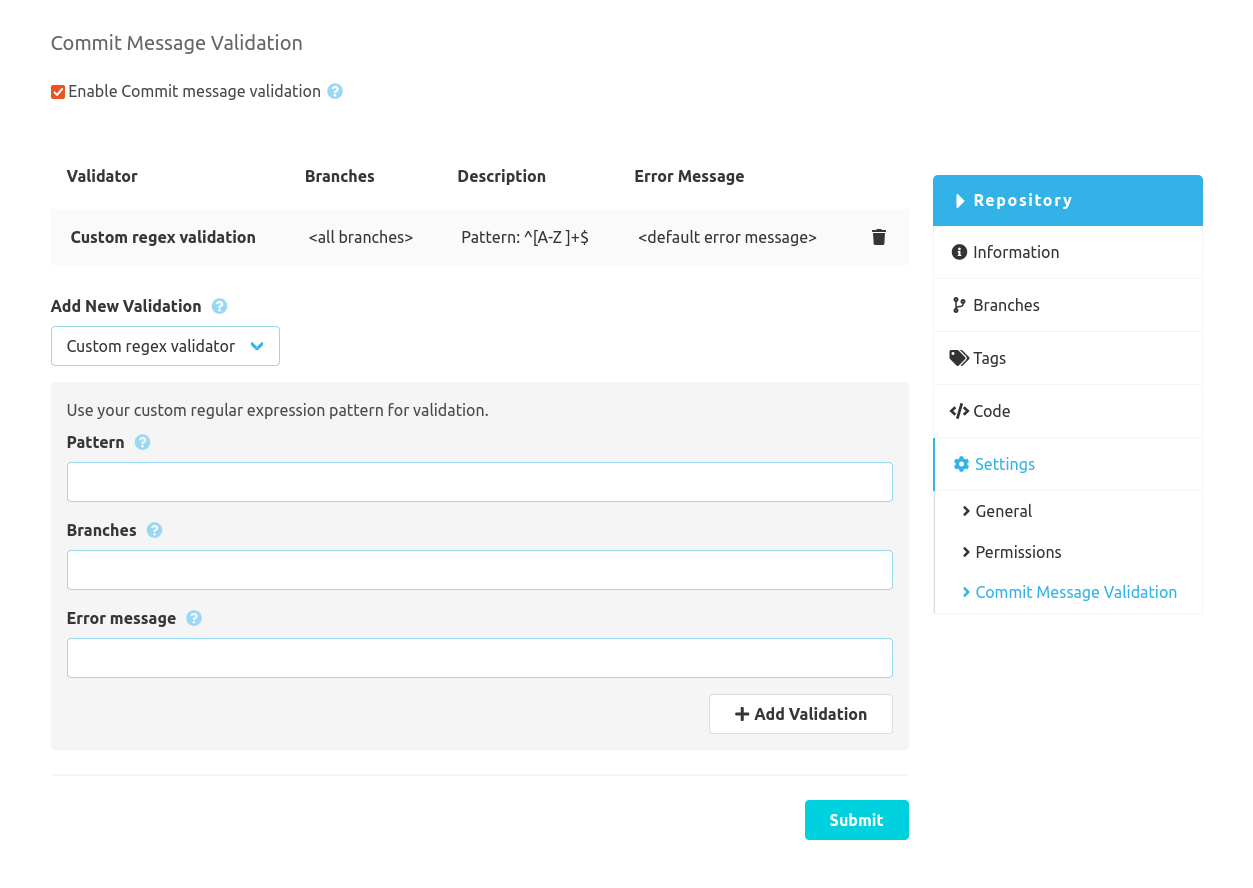 Commit Message Validation
Enable Commit message validation ?
Validator Branches Description Error Message
Custom regex validation <all branches> Pattern: ^[A-Z ]+$ <default error message>
Add New Validation ?
Custom regex validator
Use your custom regular expression pattern for validation.
Pattern ?
Branches ?
Error message ?
Add Validation
Submit
Repository
Information
Branches
Tags
Code
Settings
General
Permissions
Commit Message Validation